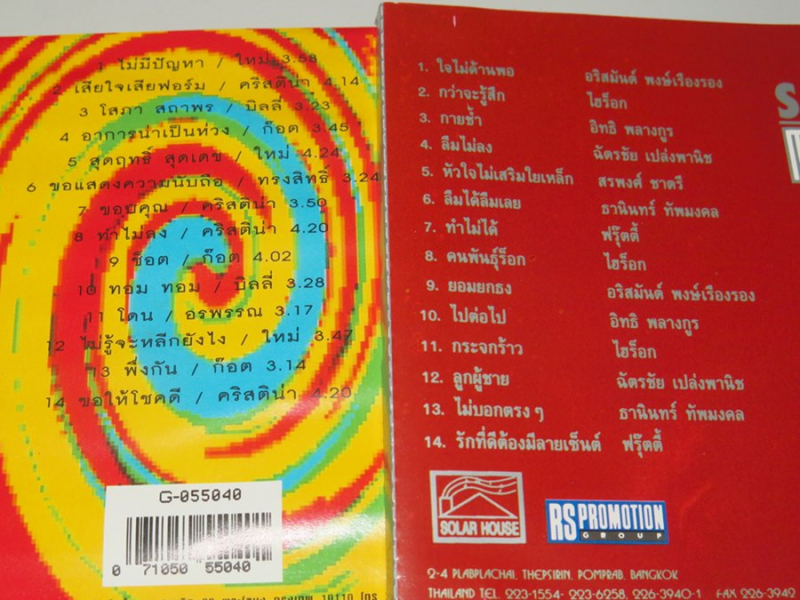 1 ไม่มีปัญหา / ใหม่ 3.58
2 เสียใจเสียฟอร์ม / คริสติน่า 4.14
3 โสภา สถาพร / บิลลี่ 3.23
4 อาการน่าเป็นห่วง / ก๊อต 3.45
5 สุดฤทธิ์ สุดเดช / ใหม่ 4.24
6 ขอแสดงความนับถือ / ทรงสิทธิ์ 3.24
7 ขอบคุณ / คริสติน่า 3.50
8 ทำไม่ลง / คริสติน่า 4.20
9 ช็อต / ก๊อต 4.02
10 ทอม ทอม / บิลลี่ 3.28
11 โดน / อรพรรณ 3.17
12 ไม่รู้จะหลีกยังไง / ใหม่ 3.47
13 พึ่งกัน / ก๊อต 3.14
14 ขอให้โชคดี / คริสติน่า 4.20
G-055040
0 71050 55040
10110 โทร
1. ใจไม่ด้านพอ อริสมันต์ พงษ์เรืองรอง
2. กว่าจะรู้สึก ไฮร็อก
3. กายช้ำ อิทธิ พลางกูร
4. ลืมไม่ลง ฉัตรชัย เปล่งพานิช
5. หัวใจไม่เสริมใยเหล็ก สรพงศ์ ชาตรี
6. ลืมได้ลืมเลย ธานินทร์ ทัพมงคล
7. ทำไม่ได้ ฟรุ๊ตตี้
8. คนพันธุ์ร็อก ไฮร็อก
9. ยอมยกธง อริสมันต์ พงษ์เรืองรอง
10. ไปต่อไป อิทธิ พลางกูร
11. กระจกร้าว ไฮร็อก
12. ลูกผู้ชาย ฉัตรชัย เปล่งพานิช
13. ไม่บอกตรง ๆ ธานินทร์ ทัพมงคล
14. รักที่ดีต้องมีลายเซ็นต์ ฟรุ๊ตตี้
SOLAR HOUSE
RS PROMOTION
GROUP
2-4 PLABPLACHAI, THEPSIRIN, POMPRAB, BANGKOK
THAILAND TEL. 223-1554- 223-6258, 226-3940-1 FAX 226-3942